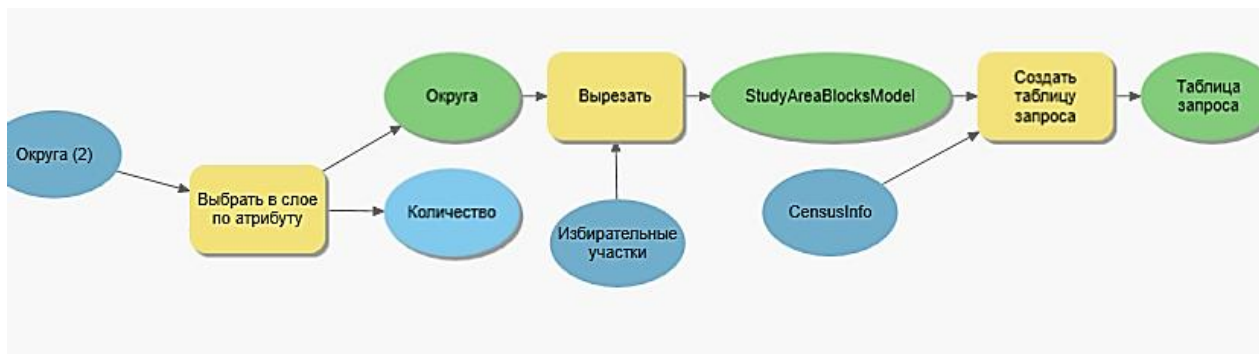 Округа (2)
Выбрать в слое
по атрибуту
Округа
Количество
Вырезать
Избирательные
участки
StudyAreaBlocksModel
CensusInfo
Создать
таблицу
запроса
Таблица
запроса